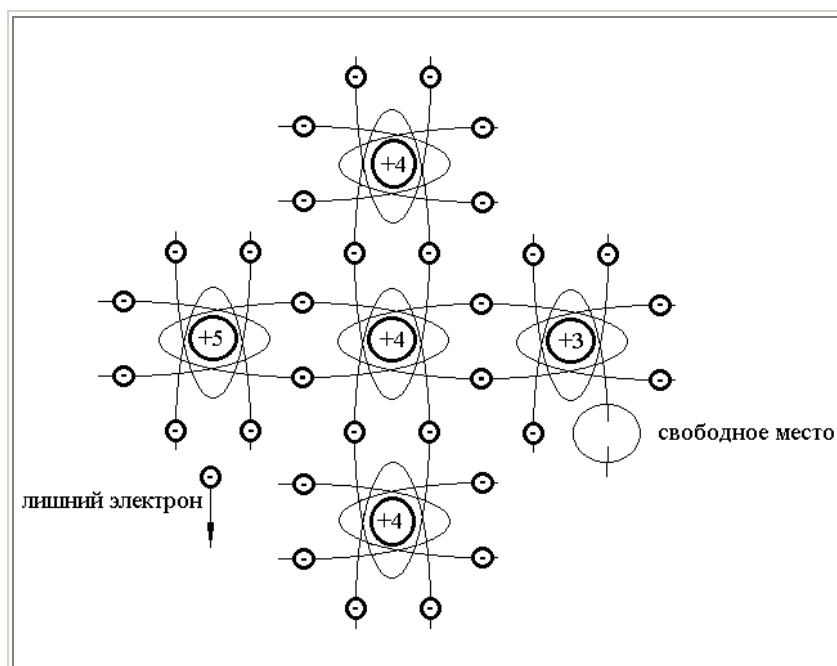 +4
+5
+4
+3
свободное место
лишний электрон
+4